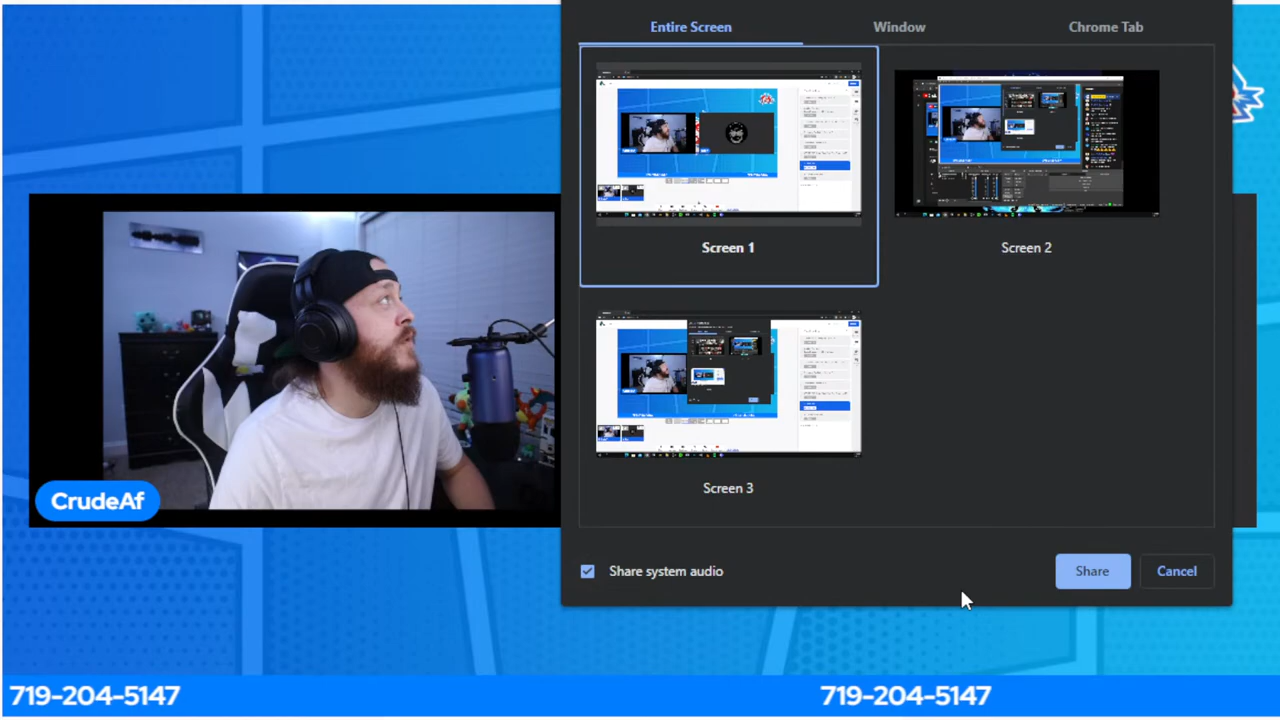 Entire Screen
Window
Chrome Tab
Screen 1
Screen 2
Screen 3
CrudeAf
Share system audio
Share
Cancel
719-204-5147
719-204-5147